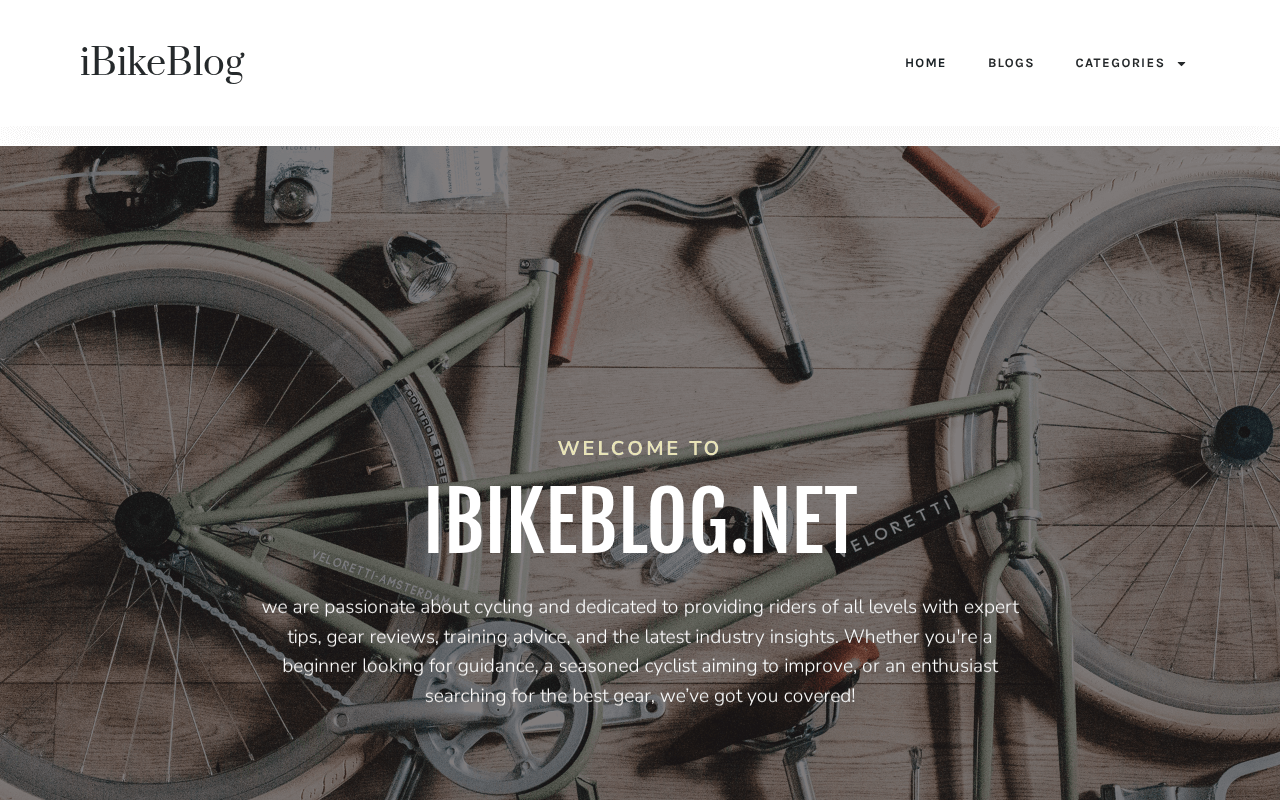 iBikeBlog
HOME BLOGS CATEGORIES
VELORETTI
CONTROL SPEE
WELCOME TO
IBIKEBLOG.NET
ELORETTI
VELORETTI-AMSTERDAM
we are passionate about cycling and dedicated to providing riders of all levels with expert
tips, gear reviews, training advice, and the latest industry insights. Whether you're a
beginner looking for guidance, a seasoned cyclist aiming to improve, or an enthusiast
searching for the best gear, we've got you covered!